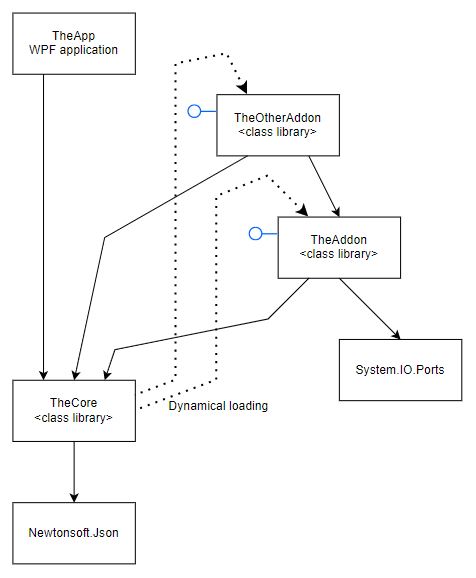 TheApp
WPF application
TheOtherAddon
<class library>
TheAddon
<class library>
System.IO.Ports
TheCore
<class library>
Dynamical loading
Newtonsoft.Json